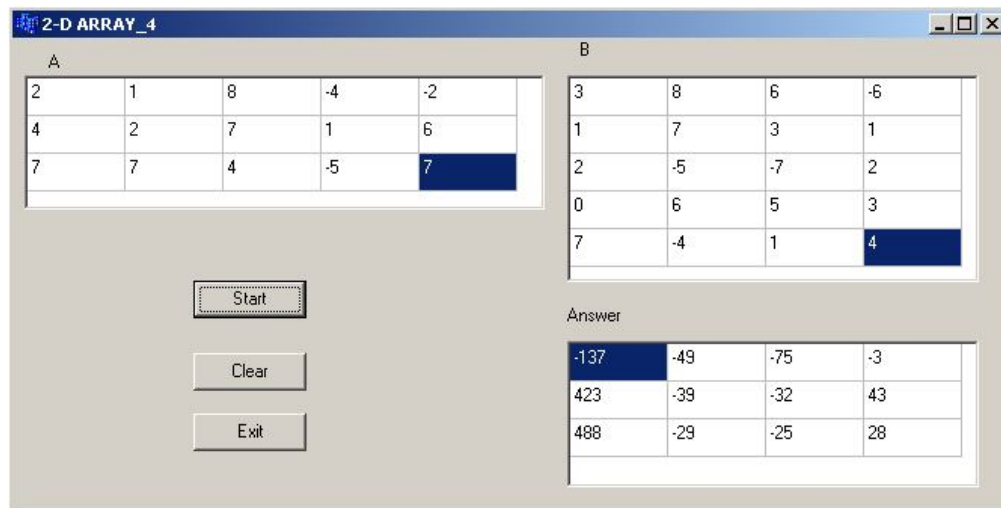 2-D ARRAY_4
A
2 1 8 -4 -2
4 2 7 1 6
7 7 4 -5 7
B
3 8 6 -6
1 7 3 1
2 -5 -7 2
0 6 5 3
7 -4 1 4
Start
Clear
Exit
Answer
-137 -49 -75 -3
423 -39 -32 43
488 -29 -25 28